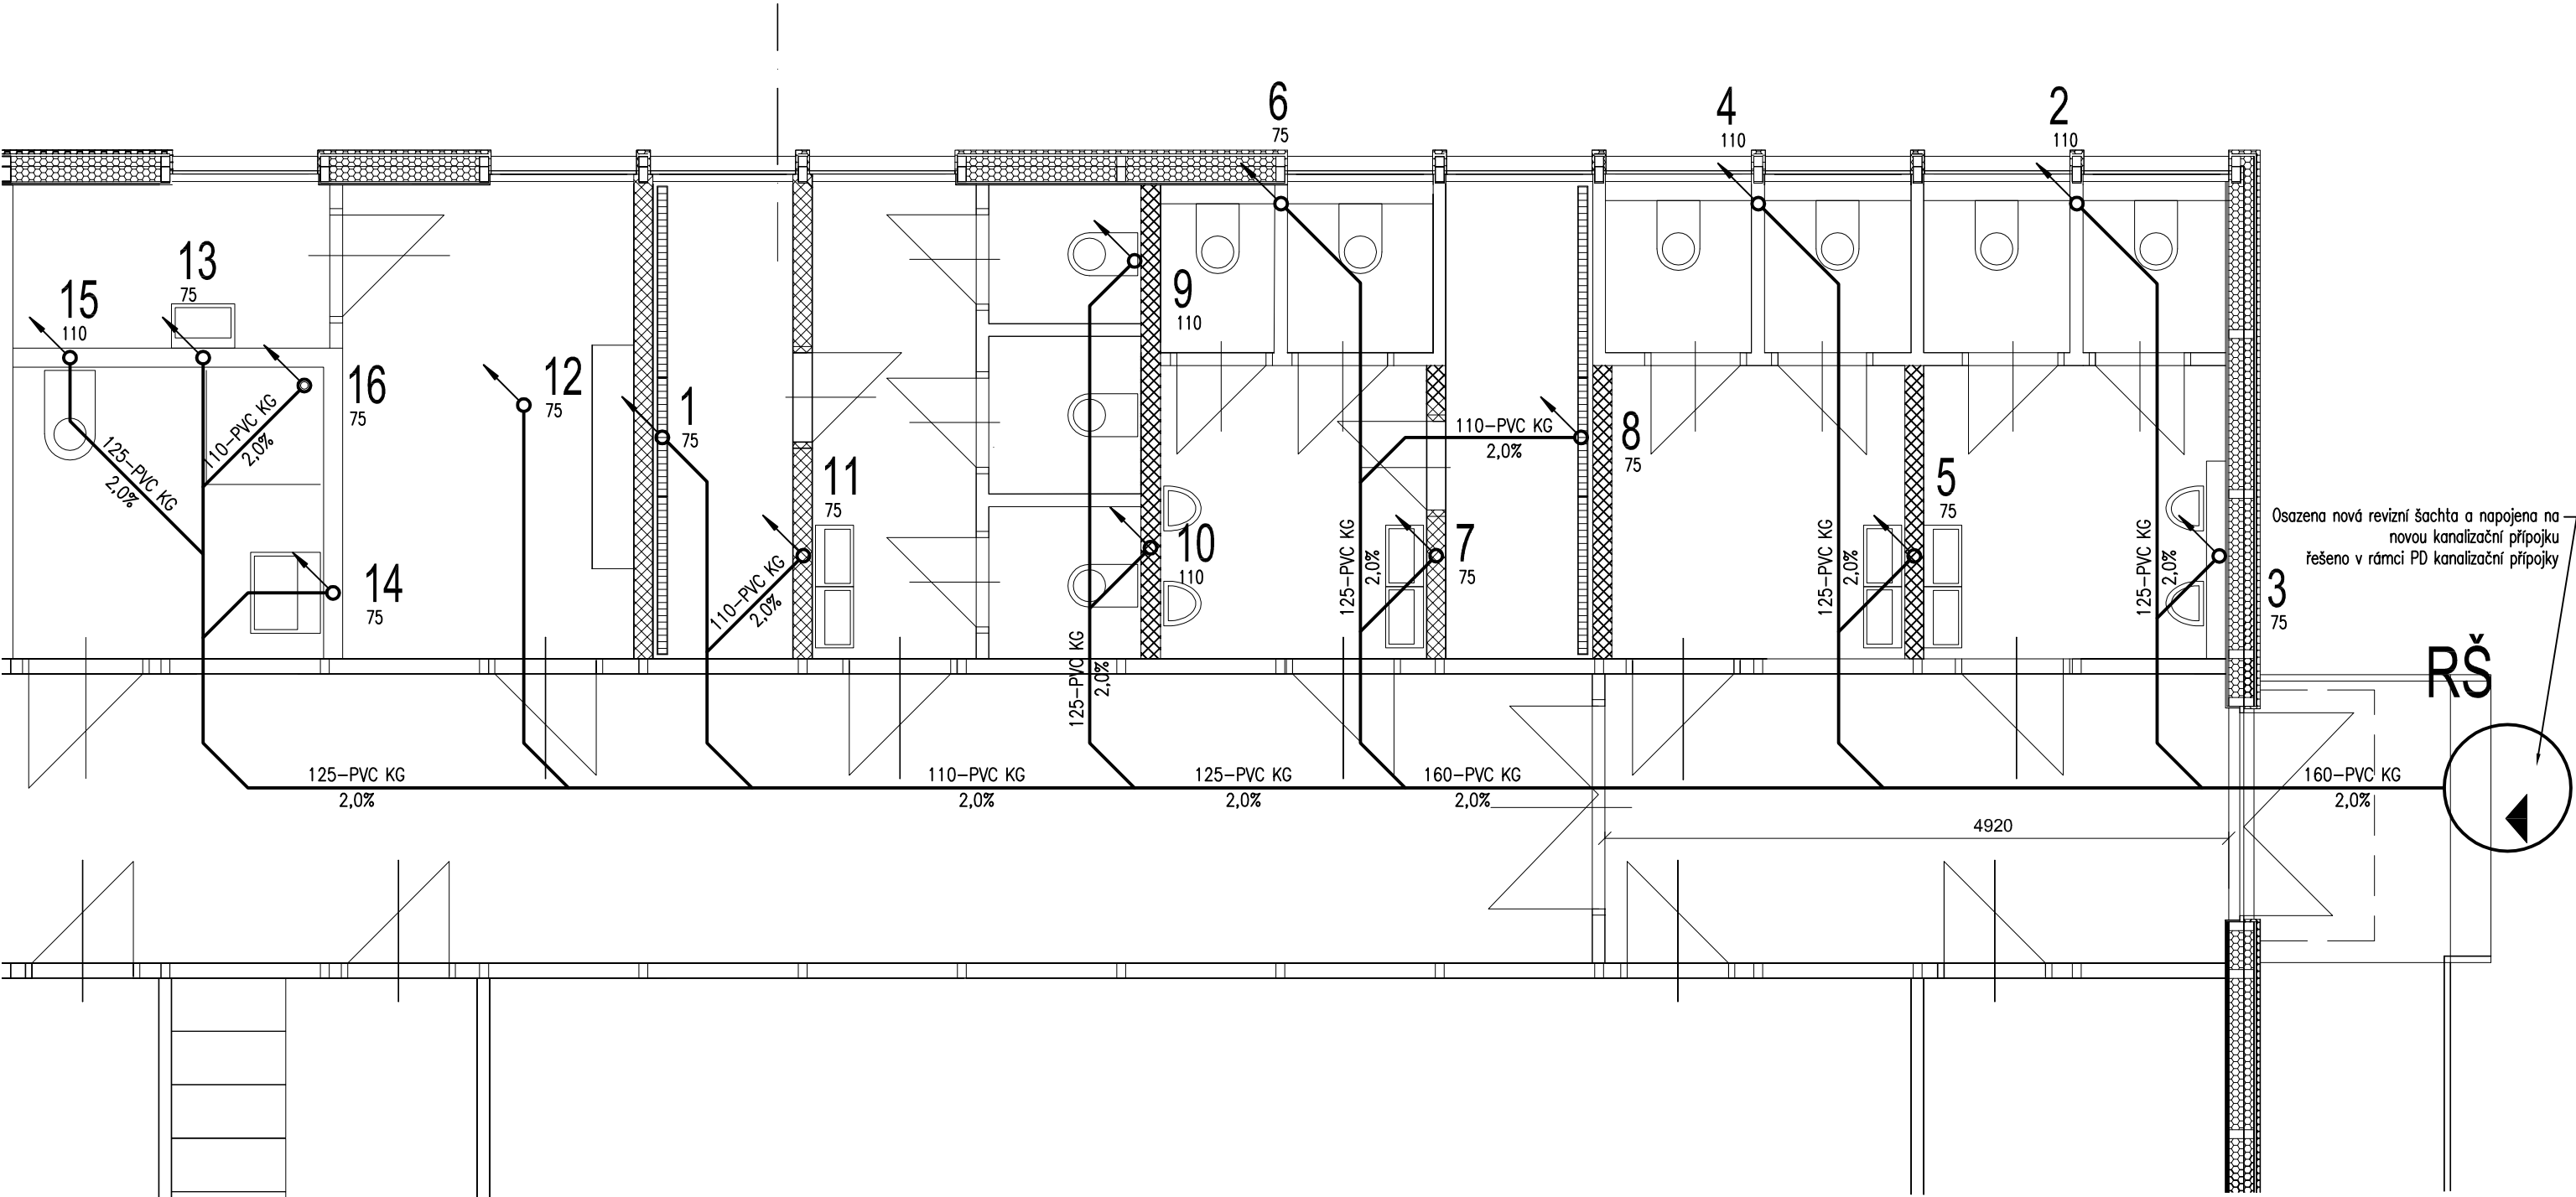 6
75
4
110
2
110
13
75
15
110
9
110
16
75
12
75
1
75
110-PVC KG
2,0%
125-PVC KG
2,0%
110-PVC KG
2,0%
8
75
11
75
5
75
Osazena nová revizní šachta a napojena na
novou kanalizační přípojku
řešeno v rámci PD kanalizační přípojky
10
110
7
75
14
75
110-PVC KG
2,0%
125-PVC KG
2,0%
125-PVC KG
2,0%
125-PVC KG
2,0%
3
75
125-PVC KG
2,0%
RŠ
125-PVC KG
2,0%
110-PVC KG
2,0%
125-PVC KG
2,0%
160-PVC KG
2,0%
160-PVC KG
2,0%
4920